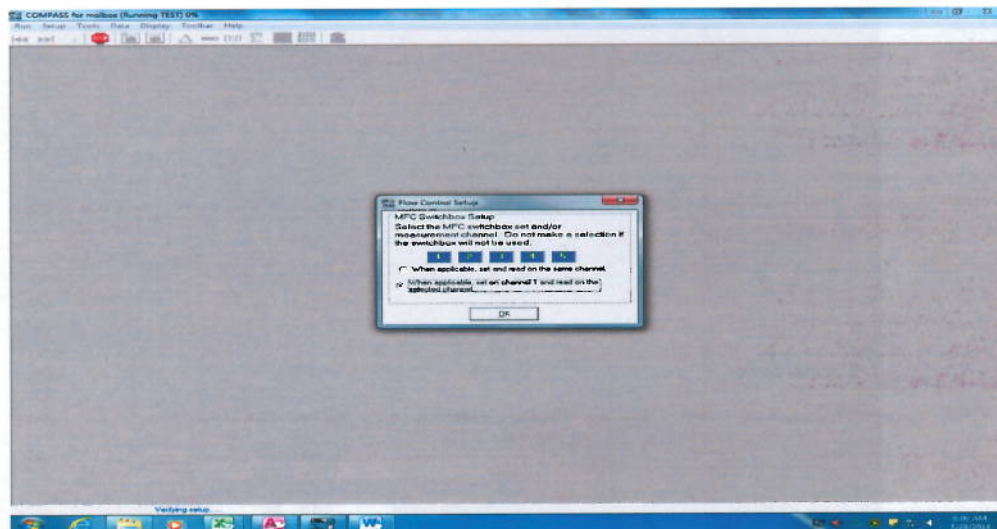 COMPASS for molbox (Running TEST) 0%
Run Setup Tools Data Display Toolbar Help
Flow Control Setup
MFC Switchbox Setup
Select the MFC switchbox set and/or
measurement channel. Do not make a selection if
the switchbox will not be used.
1 2 3 4 5
When applicable, set and read on the same channel.
When applicable, set on channel 1 and read on the
selected channel.
OK
Verifying setup...